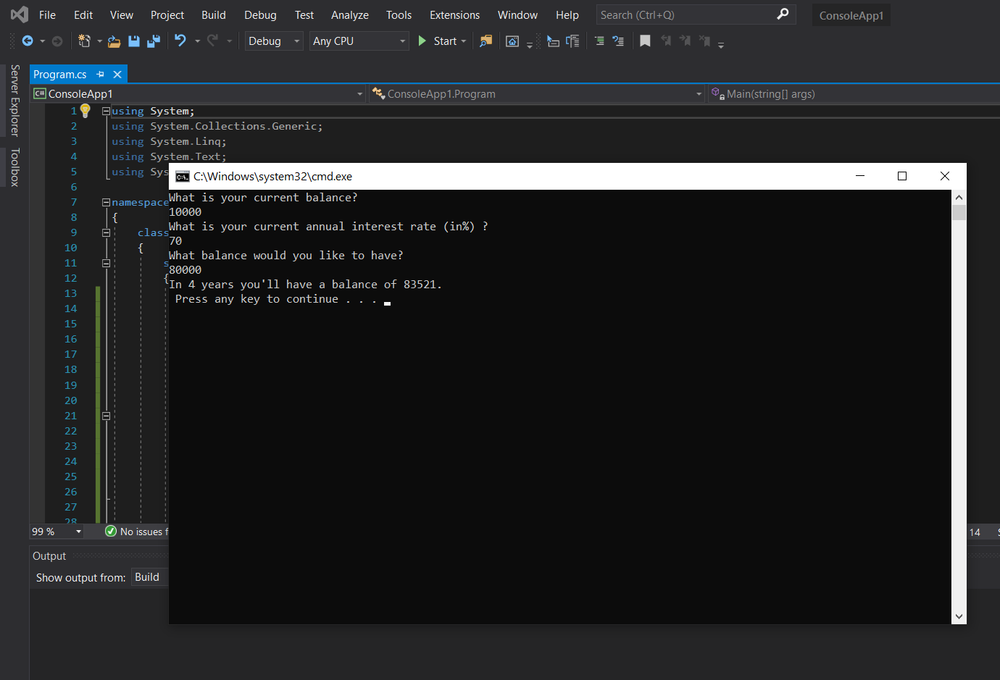 File Edit View Project Build Debug Test Analyze Tools Extensions Window Help Search (Ctrl+Q) ConsoleApp1
Debug Any CPU Start
Server Explorer
Toolbox
Program.cs
C# ConsoleApp1 ConsoleApp1.Program Main(string[] args)
1 using System;
2 using System.Collections.Generic;
3 using System.Linq;
4 using System.Text;
5 using Sys
6
7 namespace
8 {
9 class
10 {
11 s
12 {
13
14
15
16
17
18
19
20
21
22
23
24
25
26
27
28
C:\Windows\system32\cmd.exe
What is your current balance?
10000
What is your current annual interest rate (in%) ?
70
What balance would you like to have?
80000
In 4 years you'll have a balance of 83521.
Press any key to continue . . .
99 % No issues f 14
Output
Show output from: Build